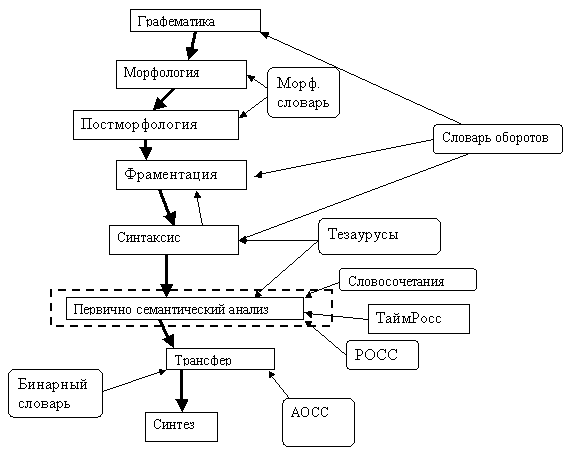 Графематика
Морфология
Морф.
словарь
Постморфология
Словарь оборотов
Фраментация
Синтаксис
Тезаурусы
Словосочетания
Первично семантический анализ
ТаймРосс
РОСС
Трансфер
Бинарный
словарь
АОСС
Синтез